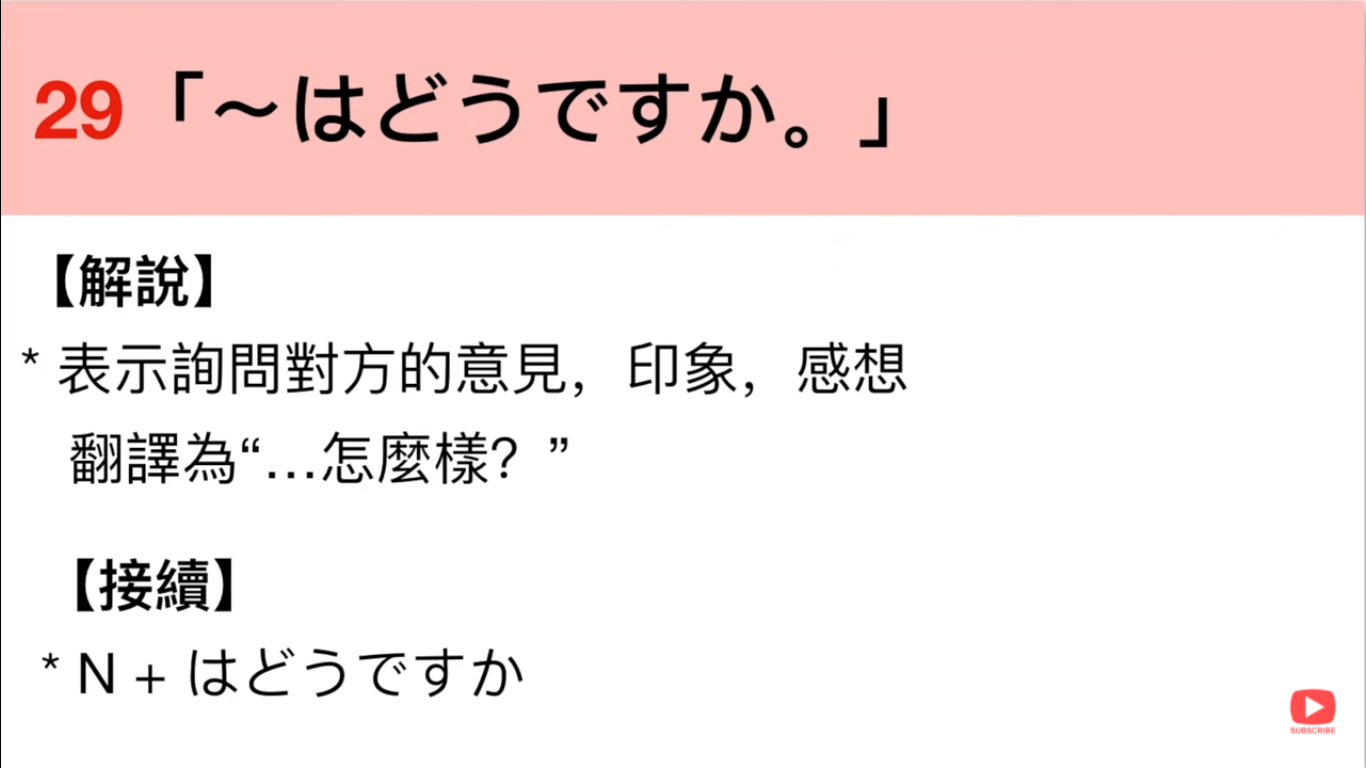 29「～はどうですか。」
【解說】
* 表示詢問對方的意見，印象，感想
翻譯為“…怎麼樣？”
【接續】
* N + はどうですか
SUBSCRIBE